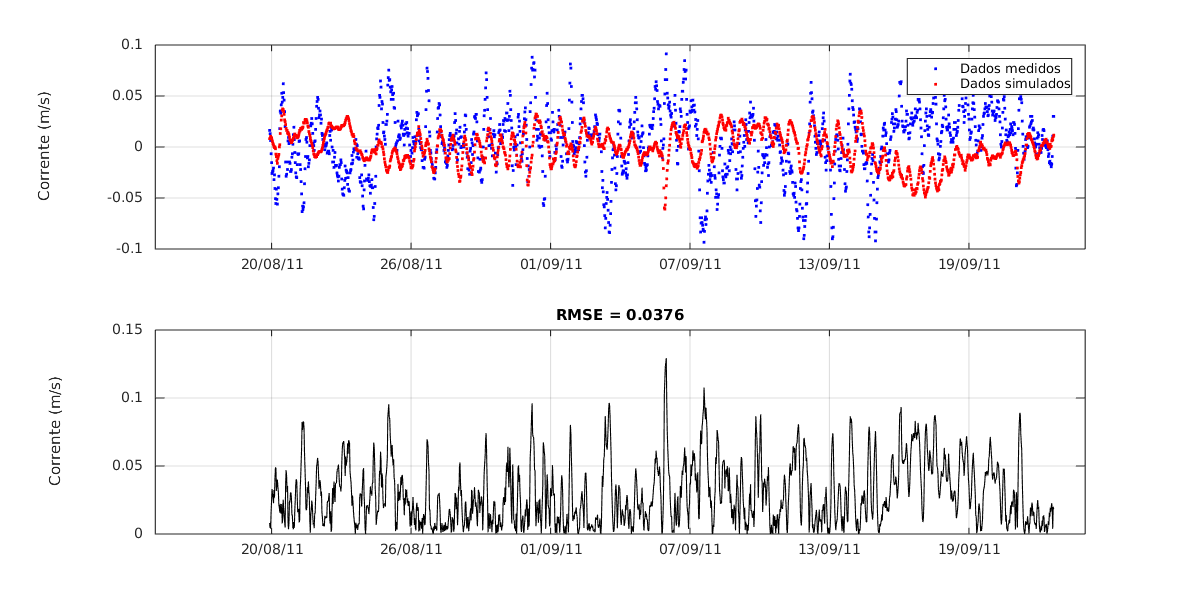 0.1
0.05
0
-0.05
-0.1
Corrente (m/s)
Dados medidos
Dados simulados
20/08/11 26/08/11 01/09/11 07/09/11 13/09/11 19/09/11
RMSE = 0.0376
0.15
0.1
0.05
0
Corrente (m/s)
20/08/11 26/08/11 01/09/11 07/09/11 13/09/11 19/09/11